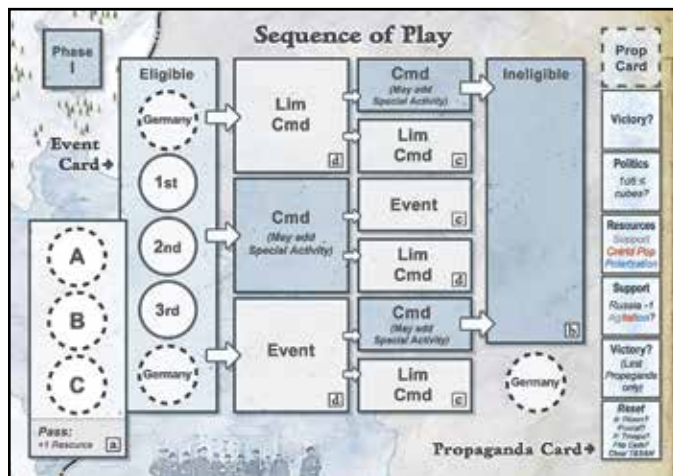 Sequence of Play
Phase
I
Event
Card
Eligible
Germany
1st
2nd
3rd
Germany
A
B
C
Pass:
+1 Resource
a
Lim
Cmd
d
Cmd
(May add
Special Activity)
Event
d
Cmd
(May add
Special Activity)
Lim
Cmd
c
Event
c
Lim
Cmd
d
Cmd
(May add
Special Activity)
Lim
Cmd
c
Ineligible
b
Germany
Propaganda Card
Prop
Card
Victory?
Politics
1d6 ≤
cubes?
Resources
Support
Cntrld Pop
Polarization
Support
Russia -1
Agitation?
Victory?
(Last
Propaganda
only)
Reset